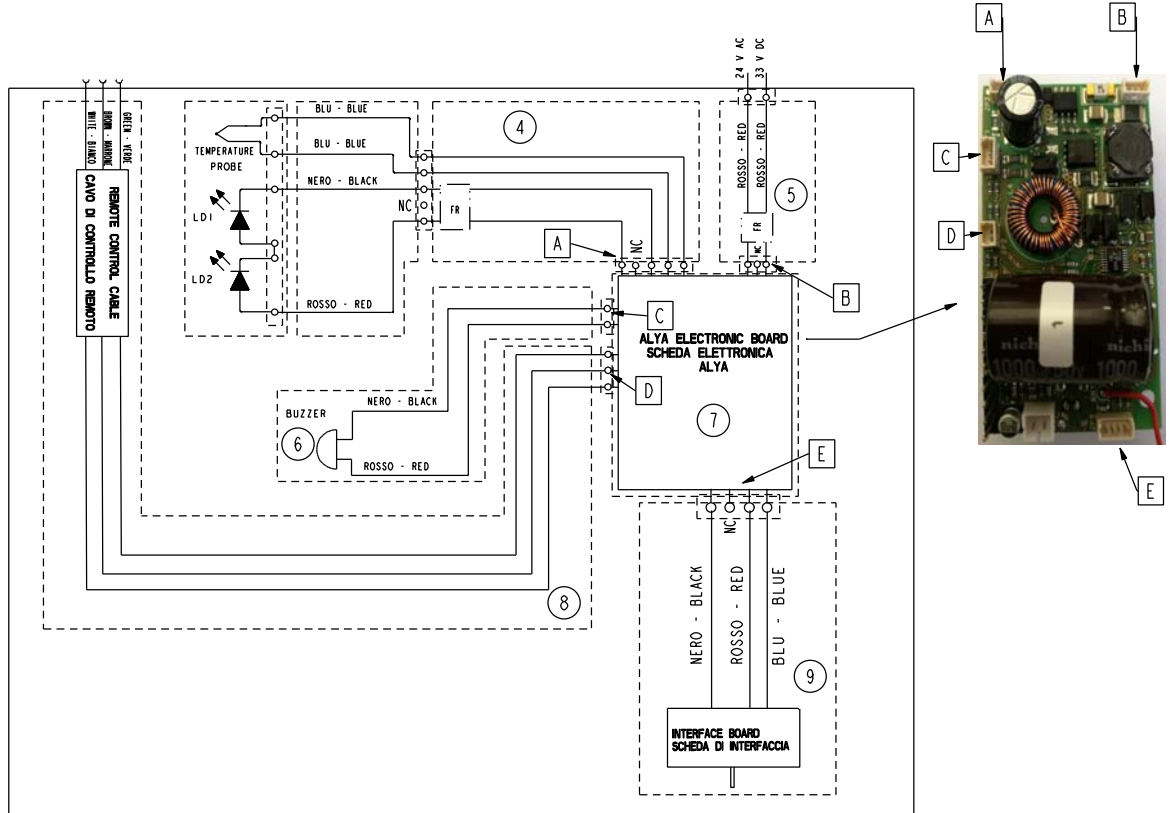 A
B
24 V AC
33 V DC
GREEN - VERDE
BROWN - MARRONE
WHITE - BIANCO
REMOTE CONTROL CABLE
CAVO DI CONTROLLO REMOTO
TEMPERATURE
PROBE
LD1
LD2
BLU - BLUE
BLU - BLUE
NERO - BLACK
NC
ROSSO - RED
FR
4
A
NC
ROSSO - RED
ROSSO - RED
FR
NC
5
B
C
D
C
D
ALYA ELECTRONIC BOARD
SCHEDA ELETTRONICA
ALYA
7
E
BUZZER
6
NERO - BLACK
ROSSO - RED
8
NC
NERO - BLACK
ROSSO - RED
BLU - BLUE
9
INTERFACE BOARD
SCHEDA DI INTERFACCIA
1
nichi
nichi
E